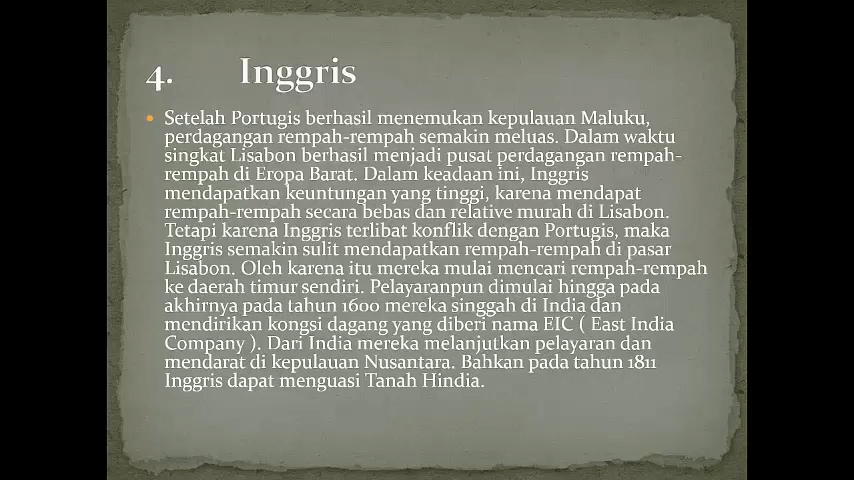 4. Inggris
• Setelah Portugis berhasil menemukan kepulauan Maluku,
perdagangan rempah-rempah semakin meluas. Dalam waktu
singkat Lisabon berhasil menjadi pusat perdagangan rempah-
rempah di Eropa Barat. Dalam keadaan ini, Inggris
mendapatkan keuntungan yang tinggi, karena mendapat
rempah-rempah secara bebas dan relative murah di Lisabon.
Tetapi karena Inggris terlibat konflik dengan Portugis, maka
Inggris semakin sulit mendapatkan rempah-rempah di pasar
Lisabon. Oleh karena itu mereka mulai mencari rempah-rempah
ke daerah timur sendiri. Pelayaranpun dimulai hingga pada
akhirnya pada tahun 1600 mereka singgah di India dan
mendirikan kongsi dagang yang diberi nama EIC ( East India
Company ). Dari India mereka melanjutkan pelayaran dan
mendarat di kepulauan Nusantara. Bahkan pada tahun 1811
Inggris dapat menguasi Tanah Hindia.